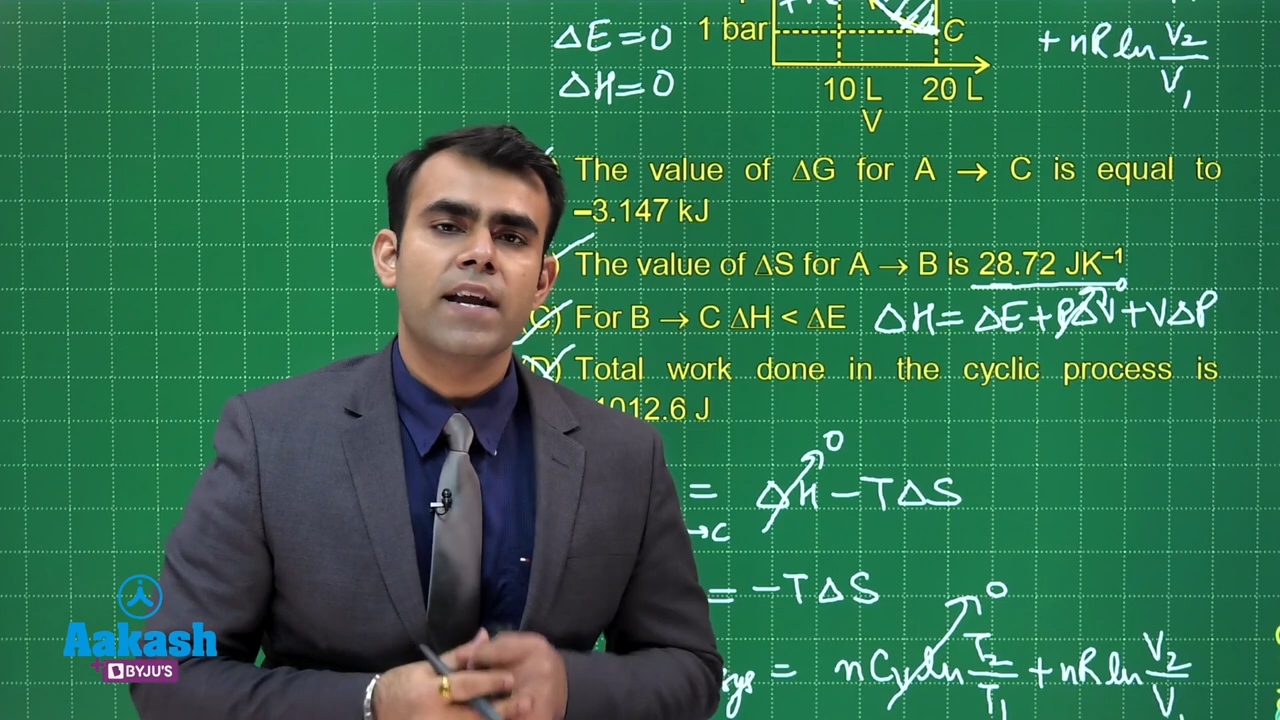 ΔE=0
ΔH=0
1 bar
C
10 L 20 L
V
+ nR ln V₂/V₁
The value of ΔG for A → C is equal to
–3.147 kJ
The value of ΔS for A → B is 28.72 JK⁻¹
(C) For B → C ΔH < ΔE
ΔH = ΔE + PΔV + VΔP
0
(D) Total work done in the cyclic process is
1012.6 J
= ΔH – TΔS
0
→C
= –TΔS
sys = nCv ln T₂/T₁ + nR ln V₂/V₁
0
Aakash
+ BYJU'S